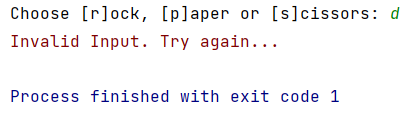 Choose [r]ock, [p]aper or [s]cissors: d
Invalid Input. Try again...
Process finished with exit code 1